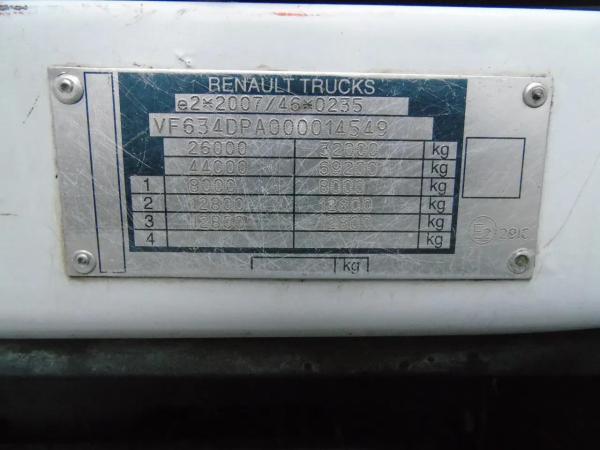 RENAULT TRUCKS
e2*2007/46*0235
VF634DPA000014549
26000 32000 kg
44000 kg
1 8000 8000 kg
2 12800 kg
3 12800 kg
4 kg
kg